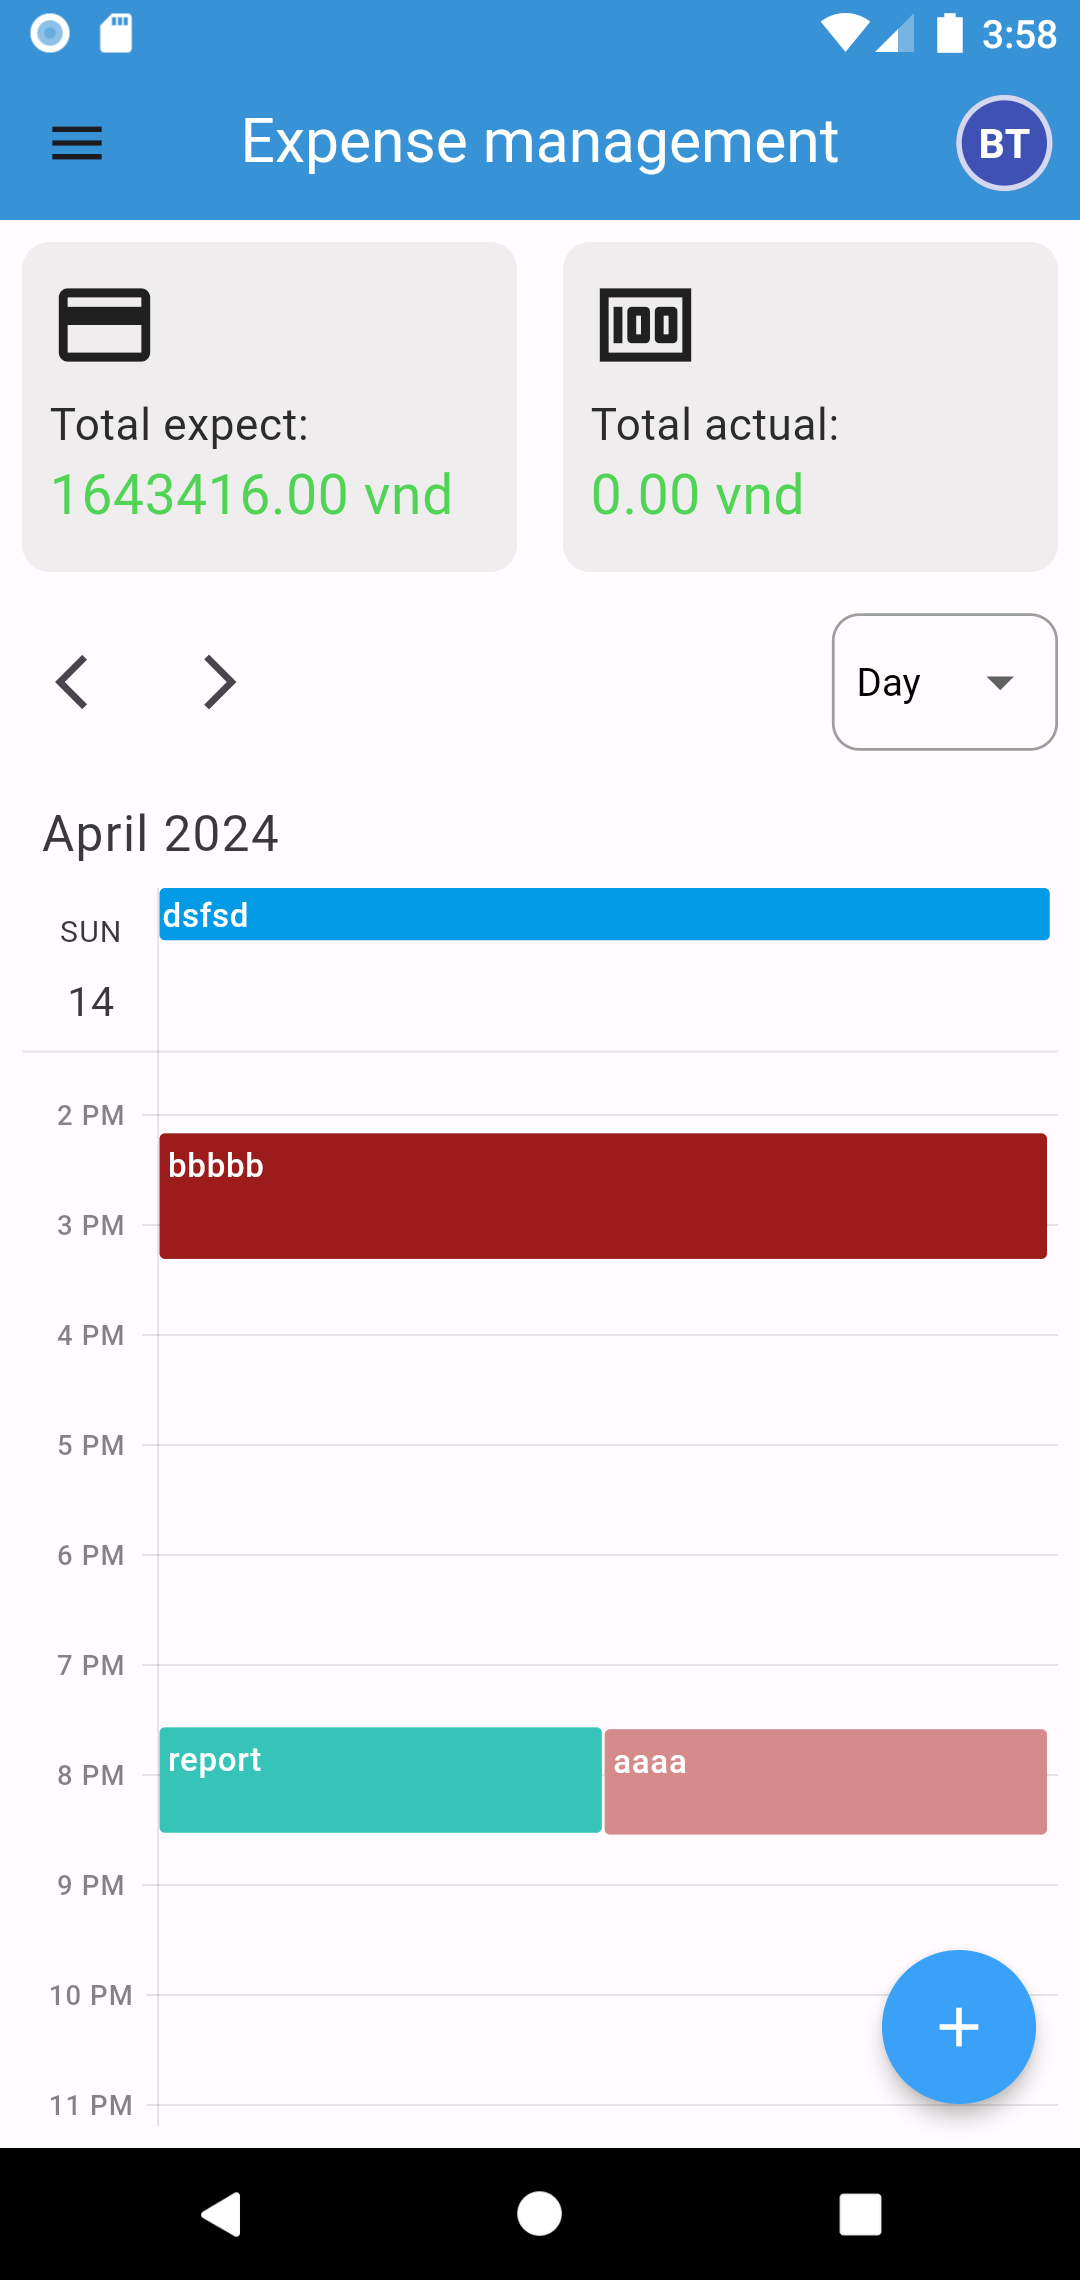 3:58
Expense management
BT
100
Total expect:
1643416.00 vnd
Total actual:
0.00 vnd
Day
April 2024
SUN
14
dsfsd
2 PM
bbbbb
3 PM
4 PM
5 PM
6 PM
7 PM
report
aaaa
8 PM
9 PM
10 PM
11 PM